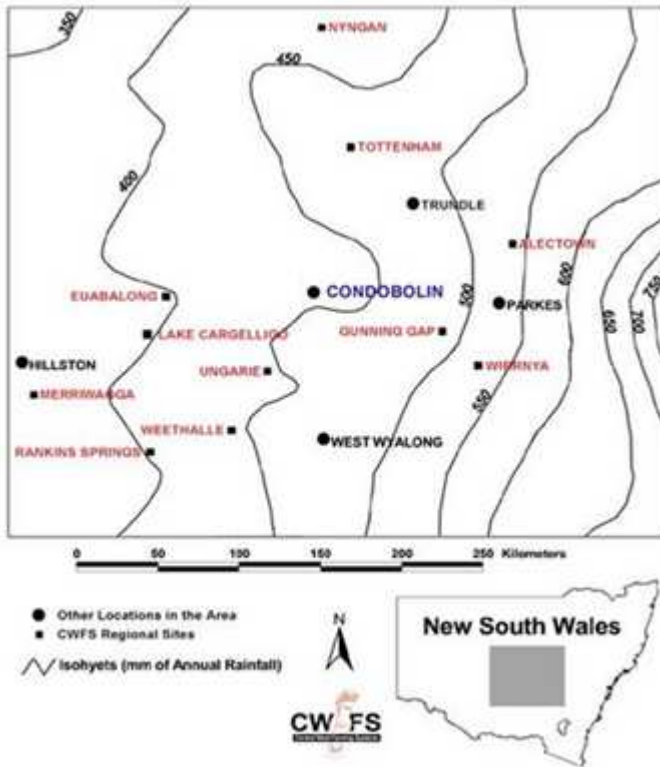 350
NYNGAN
450
TOTTENHAM
400
TRUNDLE
ALECTOWN
600
750
EUABALONG
CONDOBOLIN
500
PARKES
650
700
LAKE CARGELLIGO
GUNNING GAP
HILLSTON
UNGARIE
WIERNYA
MERRIWAGGA
550
WEETHALLE
WEST WYALONG
RANKINS SPRINGS
0 50 100 150 200 250 Kilometers
Other Locations in the Area
CWFS Regional Sites
Isohyets (mm of Annual Rainfall)
N
New South Wales
CWFS